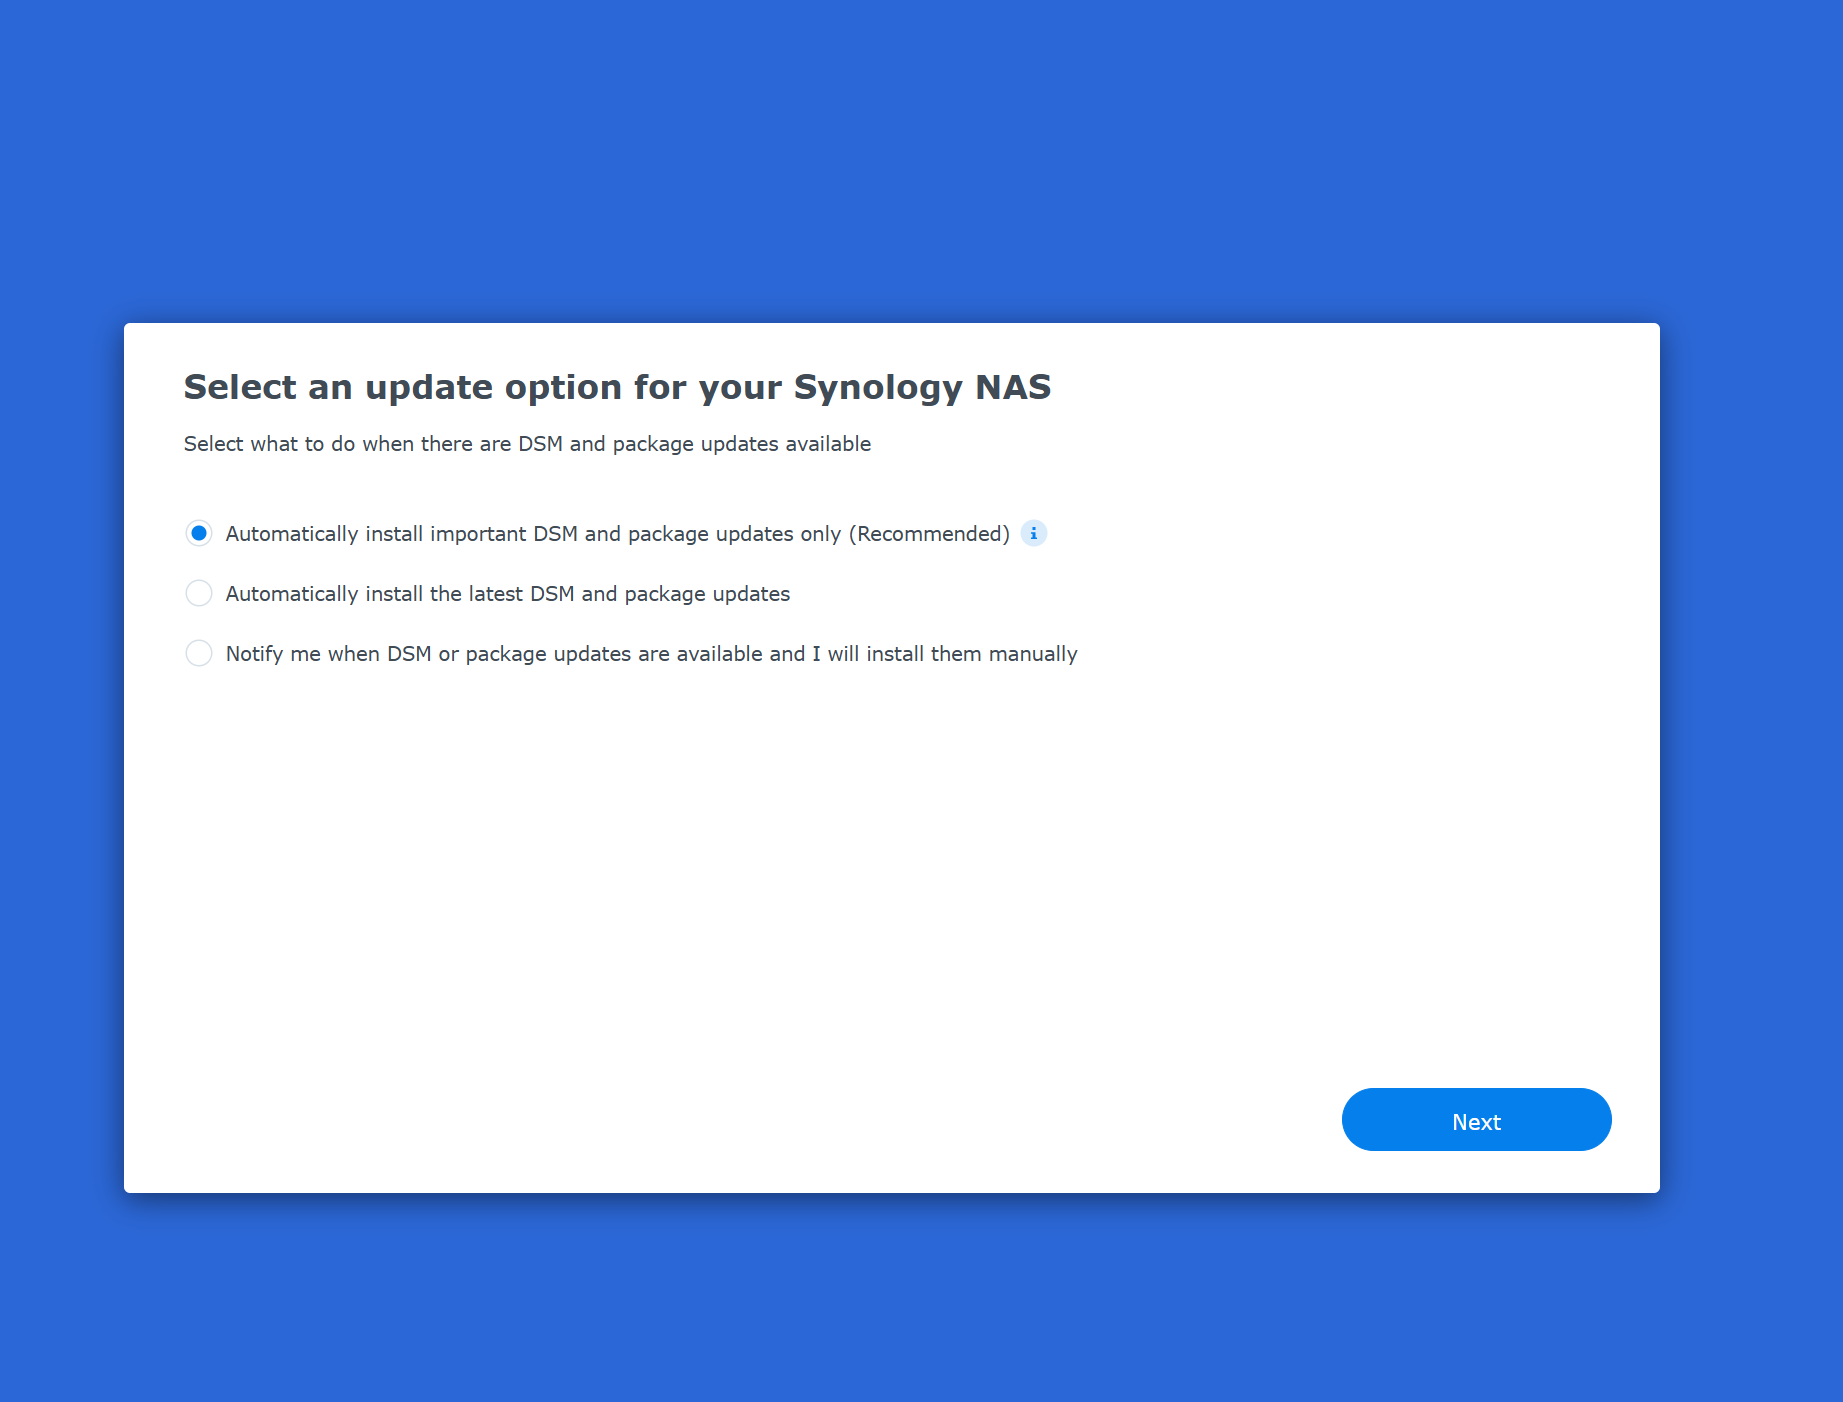 Select an update option for your Synology NAS
Select what to do when there are DSM and package updates available
Automatically install important DSM and package updates only (Recommended) i
Automatically install the latest DSM and package updates
Notify me when DSM or package updates are available and I will install them manually
Next